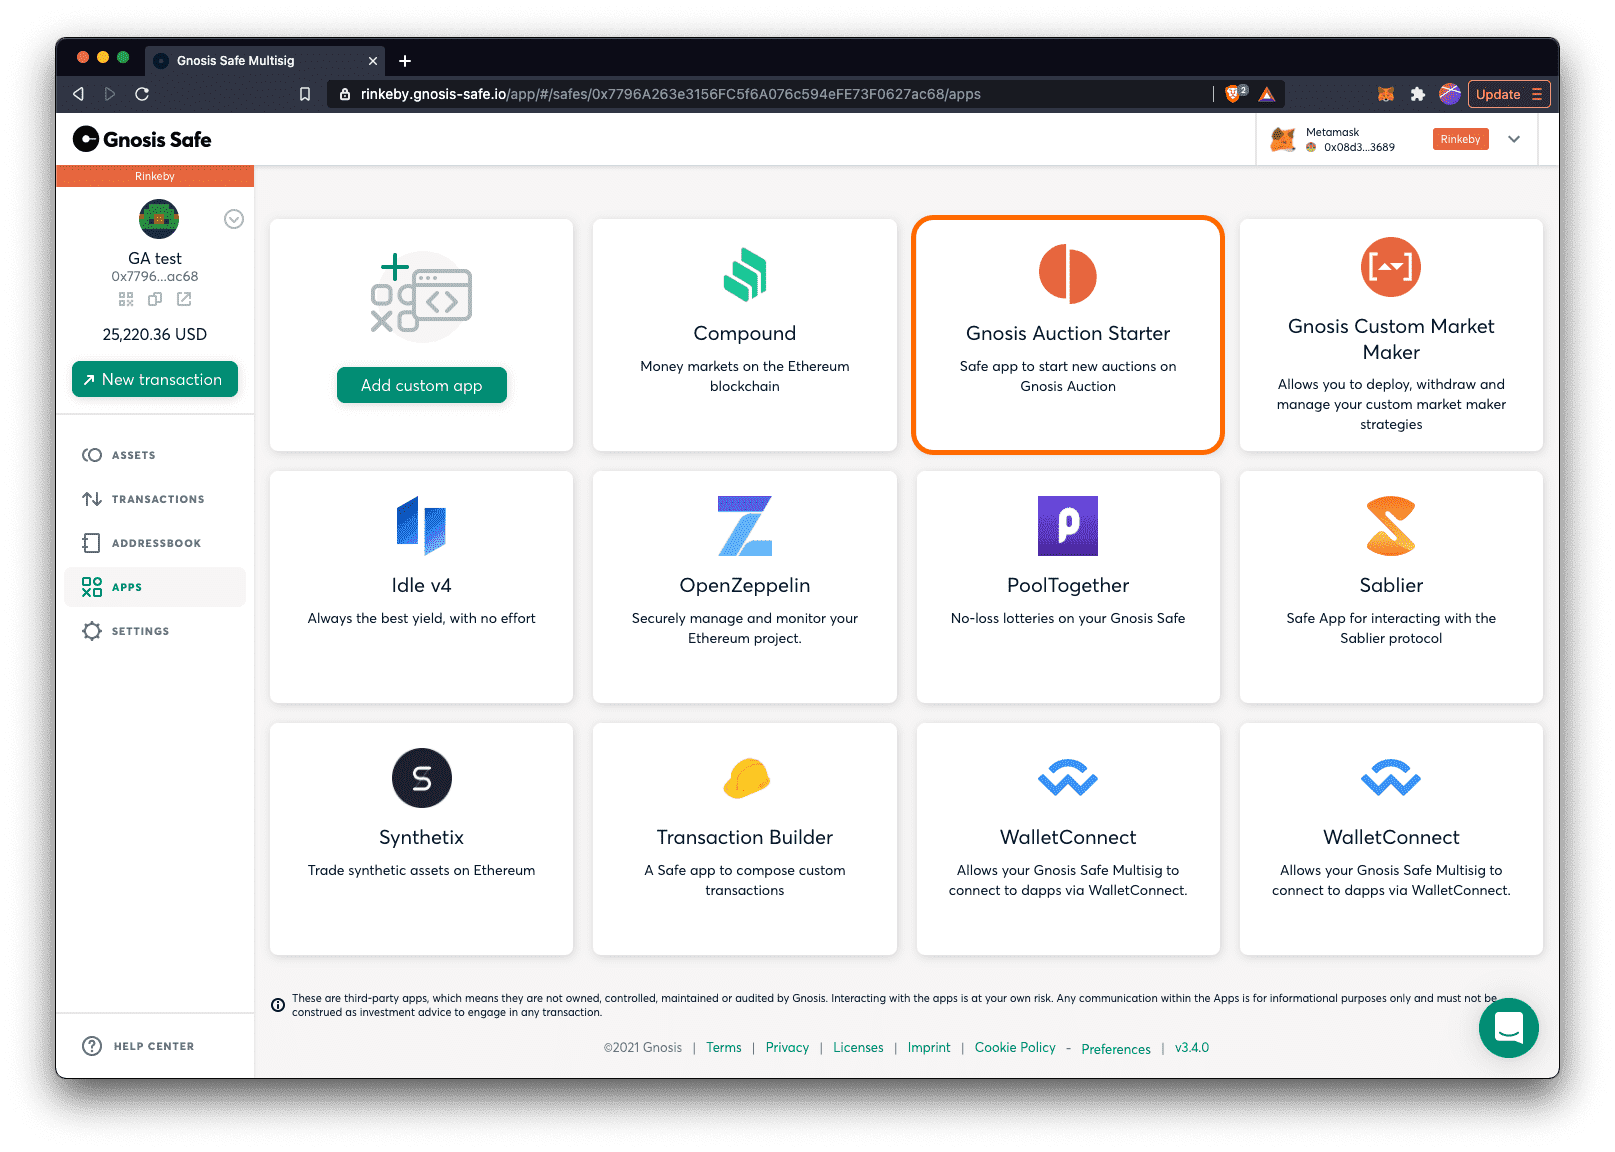 Gnosis Safe Multisig
rinkeby.gnosis-safe.io/app/#/safes/0x7796A263e3156FC5f6A076c594eFE73F0627ac68/apps
2
Update
Gnosis Safe
Metamask
0x08d3...3689
Rinkeby
Rinkeby
GA test
0x7796...ac68
25,220.36 USD
New transaction
ASSETS
TRANSACTIONS
ADDRESSBOOK
APPS
SETTINGS
HELP CENTER
Add custom app
Compound
Money markets on the Ethereum
blockchain
Gnosis Auction Starter
Safe app to start new auctions on
Gnosis Auction
Gnosis Custom Market
Maker
Allows you to deploy, withdraw and
manage your custom market maker
strategies
Idle v4
Always the best yield, with no effort
OpenZeppelin
Securely manage and monitor your
Ethereum project.
PoolTogether
No-loss lotteries on your Gnosis Safe
Sablier
Safe App for interacting with the
Sablier protocol
Synthetix
Trade synthetic assets on Ethereum
Transaction Builder
A Safe app to compose custom
transactions
WalletConnect
Allows your Gnosis Safe Multisig to
connect to dapps via WalletConnect.
WalletConnect
Allows your Gnosis Safe Multisig to
connect to dapps via WalletConnect.
These are third-party apps, which means they are not owned, controlled, maintained or audited by Gnosis. Interacting with the apps is at your own risk. Any communication within the Apps is for informational purposes only and must not be
construed as investment advice to engage in any transaction.
©2021 Gnosis | Terms | Privacy | Licenses | Imprint | Cookie Policy - Preferences | v3.4.0